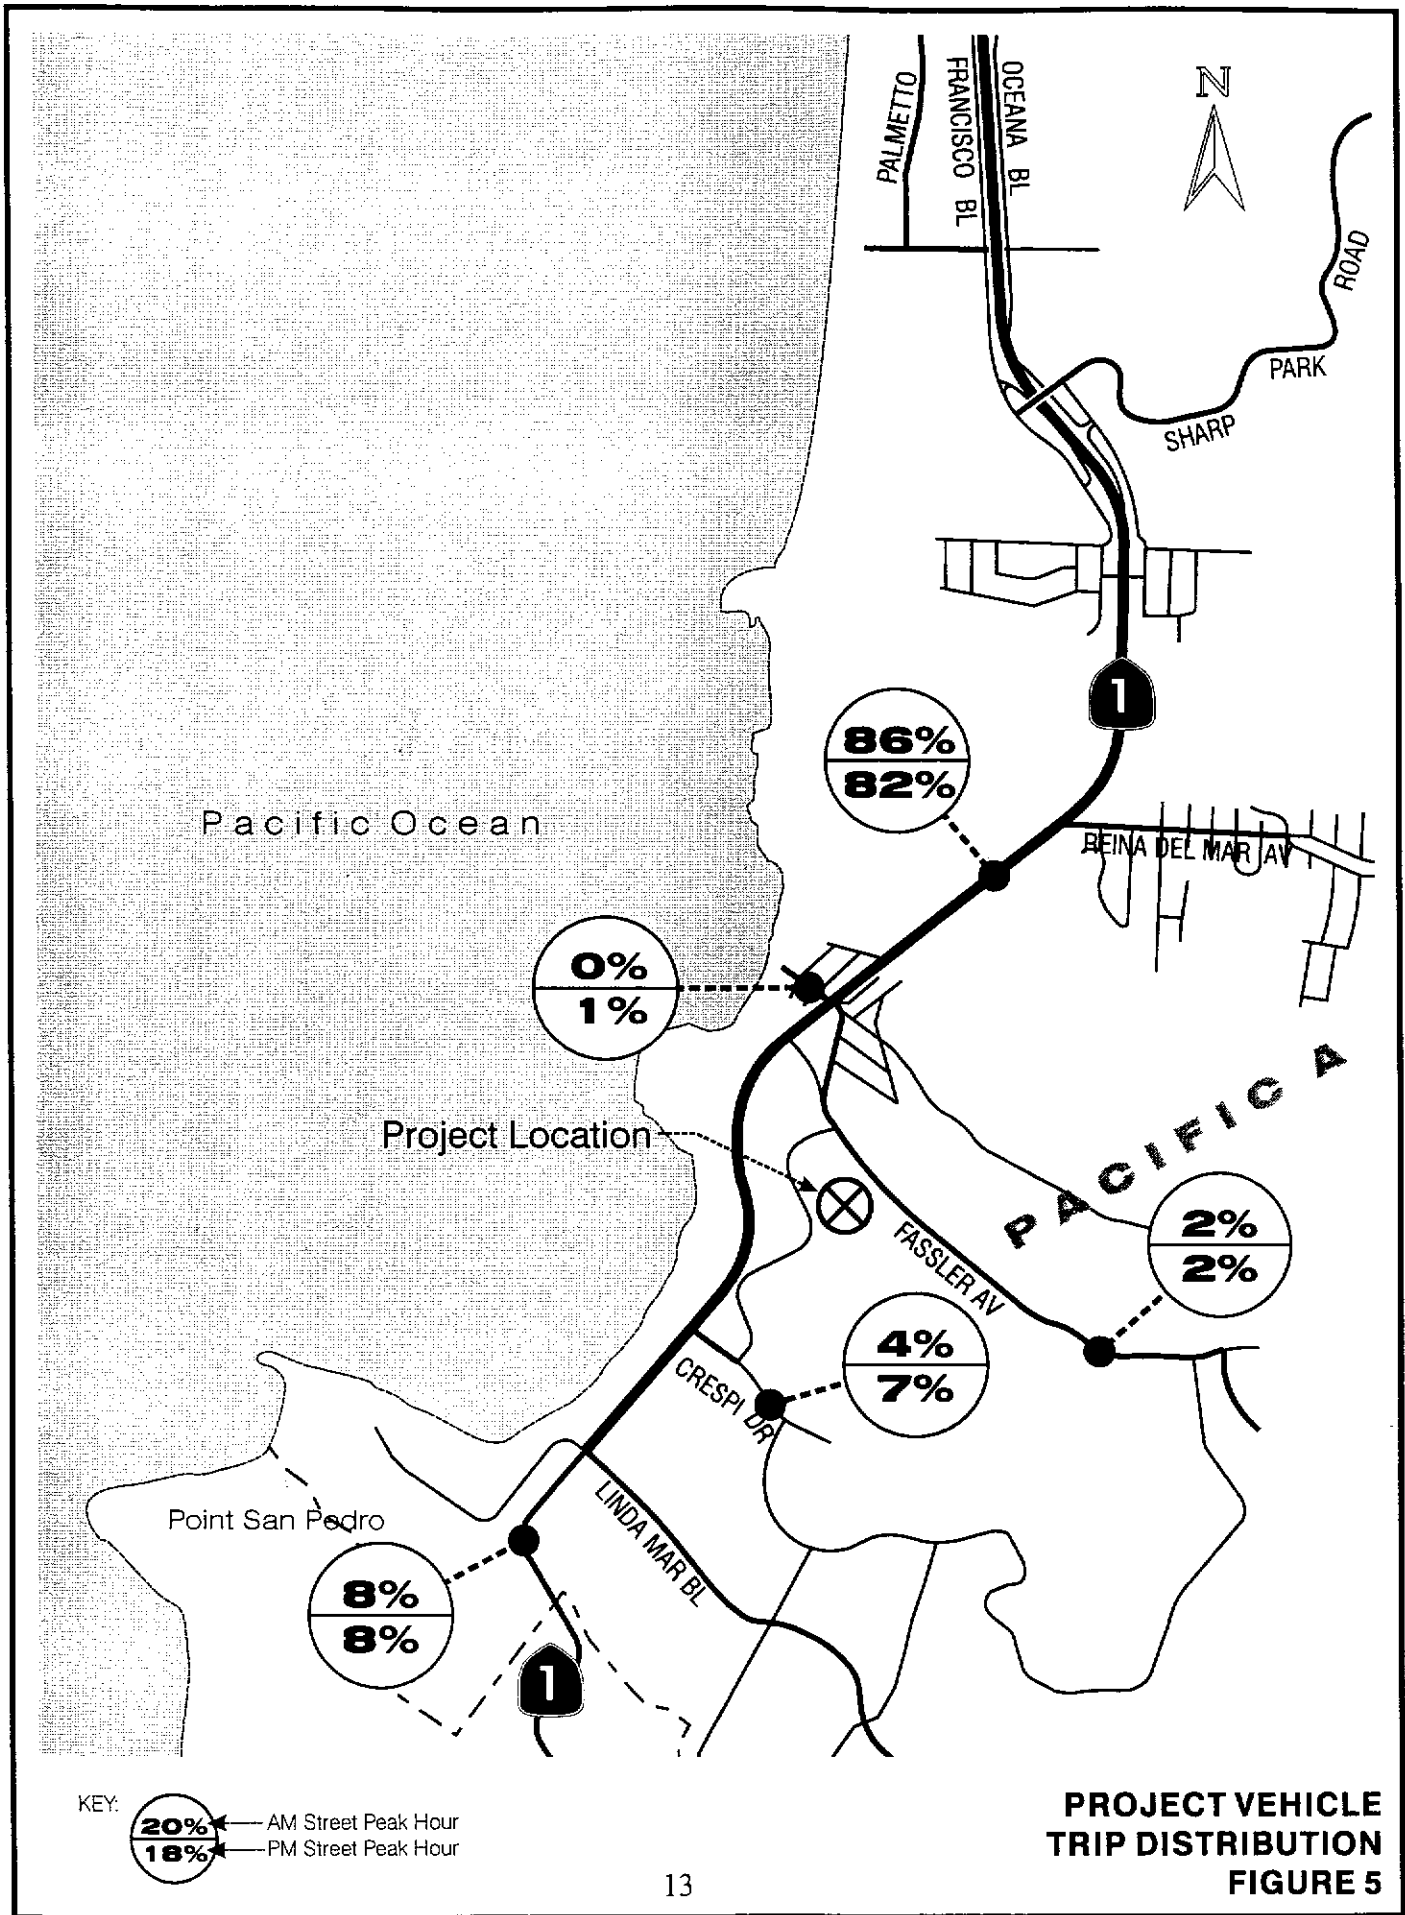 PALMETTO
FRANCISCO BL
OCEANA BL
N
ROAD
PARK
SHARP
1
86%
82%
Pacific Ocean
REINA DEL MAR AV
0%
1%
PACIFICA
Project Location
2%
2%
FASSLER AV
4%
7%
CRESPI DR
LINDA MAR BL
Point San Pedro
8%
8%
1
KEY:
20% AM Street Peak Hour
18% PM Street Peak Hour
PROJECT VEHICLE
TRIP DISTRIBUTION
FIGURE 5
13